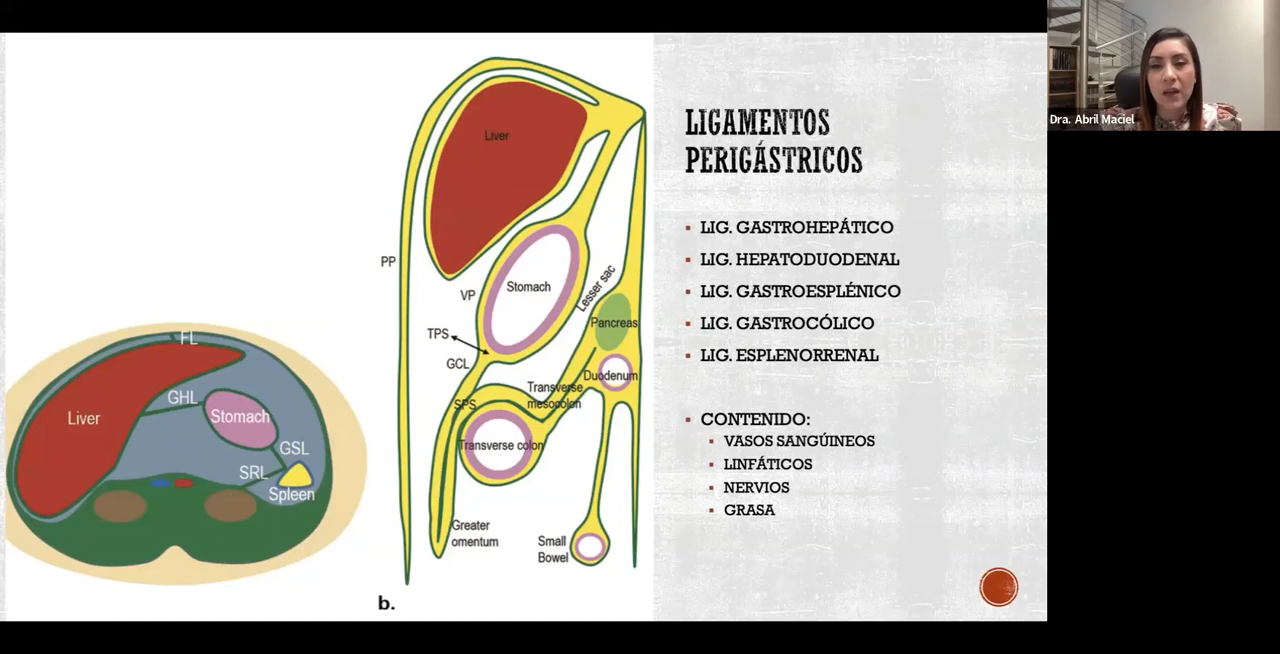 FL
Liver
GHL
Stomach
GSL
SRL
Spleen
Liver
PP
Stomach
VP
Lesser sac
TPS
Pancreas
GCL
Duodenum
Transverse
mesocolon
SPS
Transverse colon
Greater
omentum
Small
Bowel
b.
LIGAMENTOS
PERIGÁSTRICOS
▪ LIG. GASTROHEPÁTICO
▪ LIG. HEPATODUODENAL
▪ LIG. GASTROESPLÉNICO
▪ LIG. GASTROCÓLICO
▪ LIG. ESPLENORRENAL
▪ CONTENIDO:
▪ VASOS SANGÚINEOS
▪ LINFÁTICOS
▪ NERVIOS
▪ GRASA
Dra. Abril Maciel